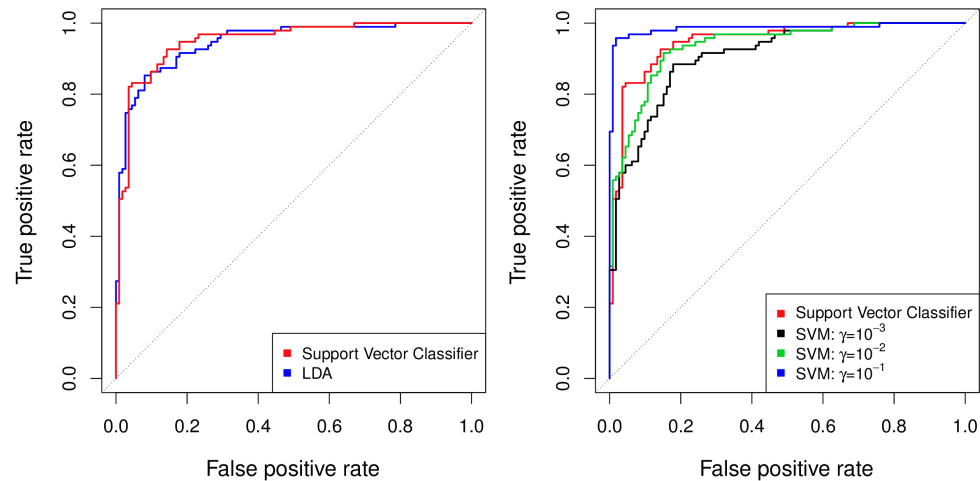 1.0
0.8
0.6
0.4
0.2
0.0
True positive rate
Support Vector Classifier
LDA
0.0 0.2 0.4 0.6 0.8 1.0
False positive rate
1.0
0.8
0.6
0.4
0.2
0.0
True positive rate
Support Vector Classifier
SVM: γ=10⁻³
SVM: γ=10⁻²
SVM: γ=10⁻¹
0.0 0.2 0.4 0.6 0.8 1.0
False positive rate